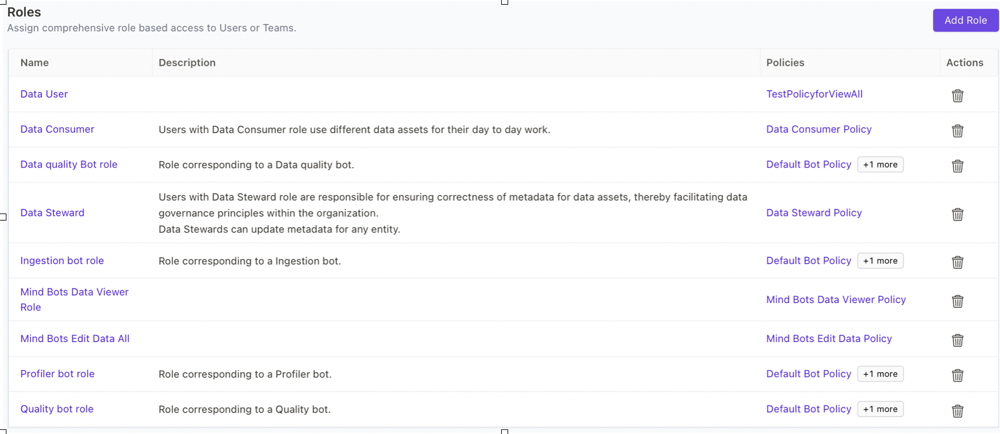 Roles
Assign comprehensive role based access to Users or Teams.
Add Role
Name Description Policies Actions
Data User TestPolicyforViewAll
Data Consumer Users with Data Consumer role use different data assets for their day to day work. Data Consumer Policy
Data quality Bot role Role corresponding to a Data quality bot. Default Bot Policy +1 more
Users with Data Steward role are responsible for ensuring correctness of metadata for data assets, thereby facilitating data
Data Steward governance principles within the organization. Data Steward Policy
Data Stewards can update metadata for any entity.
Ingestion bot role Role corresponding to a Ingestion bot. Default Bot Policy +1 more
Mind Bots Data Viewer
Role
Mind Bots Data Viewer Policy
Mind Bots Edit Data All Mind Bots Edit Data Policy
Profiler bot role Role corresponding to a Profiler bot. Default Bot Policy +1 more
Quality bot role Role corresponding to a Quality bot. Default Bot Policy +1 more